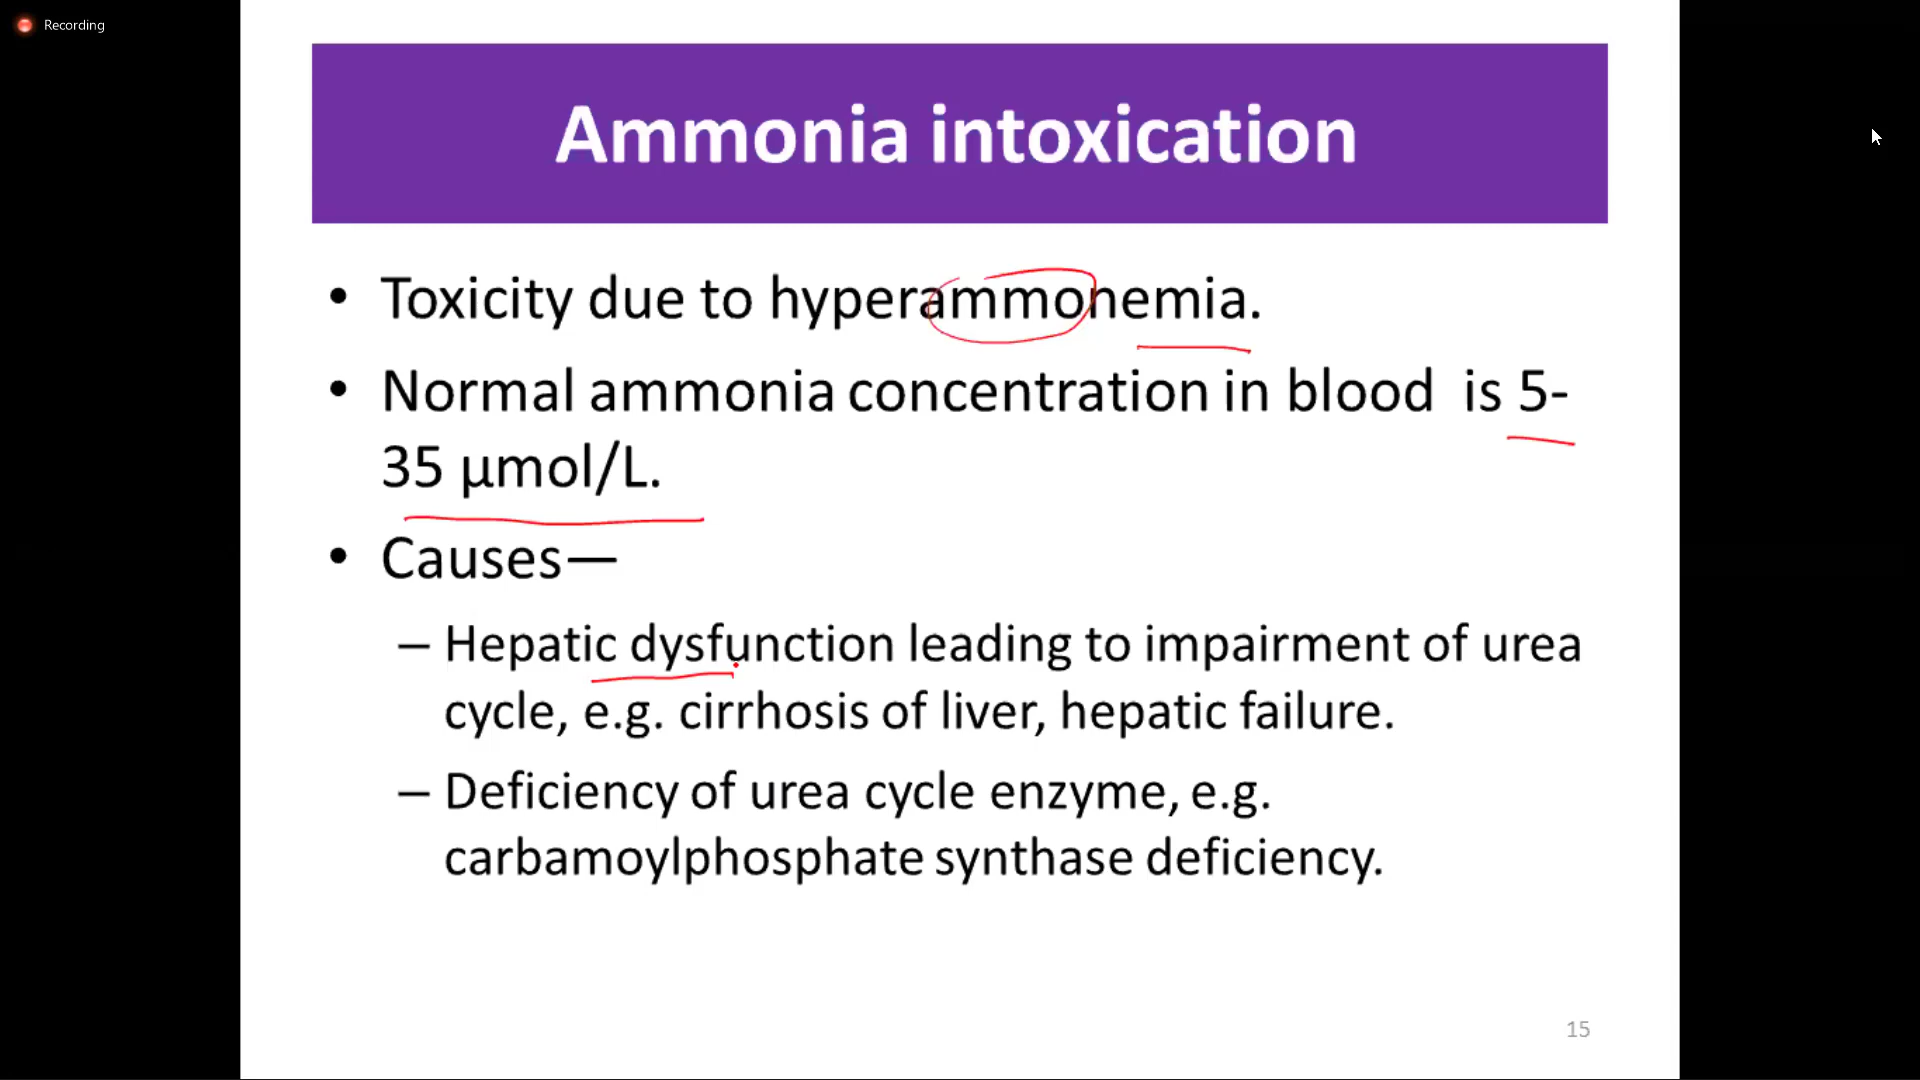 Recording
Ammonia intoxication
• Toxicity due to hyperammonemia.
• Normal ammonia concentration in blood is 5-
35 µmol/L.
• Causes—
– Hepatic dysfunction leading to impairment of urea
cycle, e.g. cirrhosis of liver, hepatic failure.
– Deficiency of urea cycle enzyme, e.g.
carbamoylphosphate synthase deficiency.
15